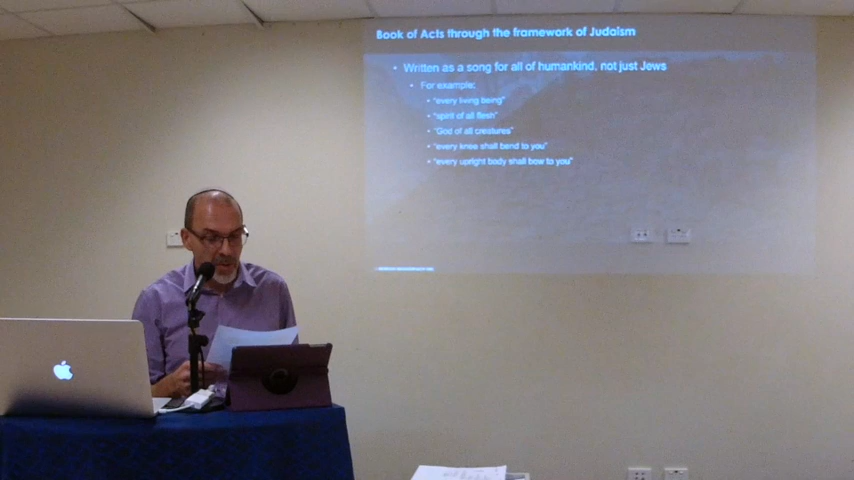 Book of Acts through the framework of Judaism
• Written as a song for all of humankind, not just Jews
• For example:
• "every living being"
• "spirit of all flesh"
• "God of all creatures"
• "every knee shall bend to you"
• "every upright body shall bow to you"